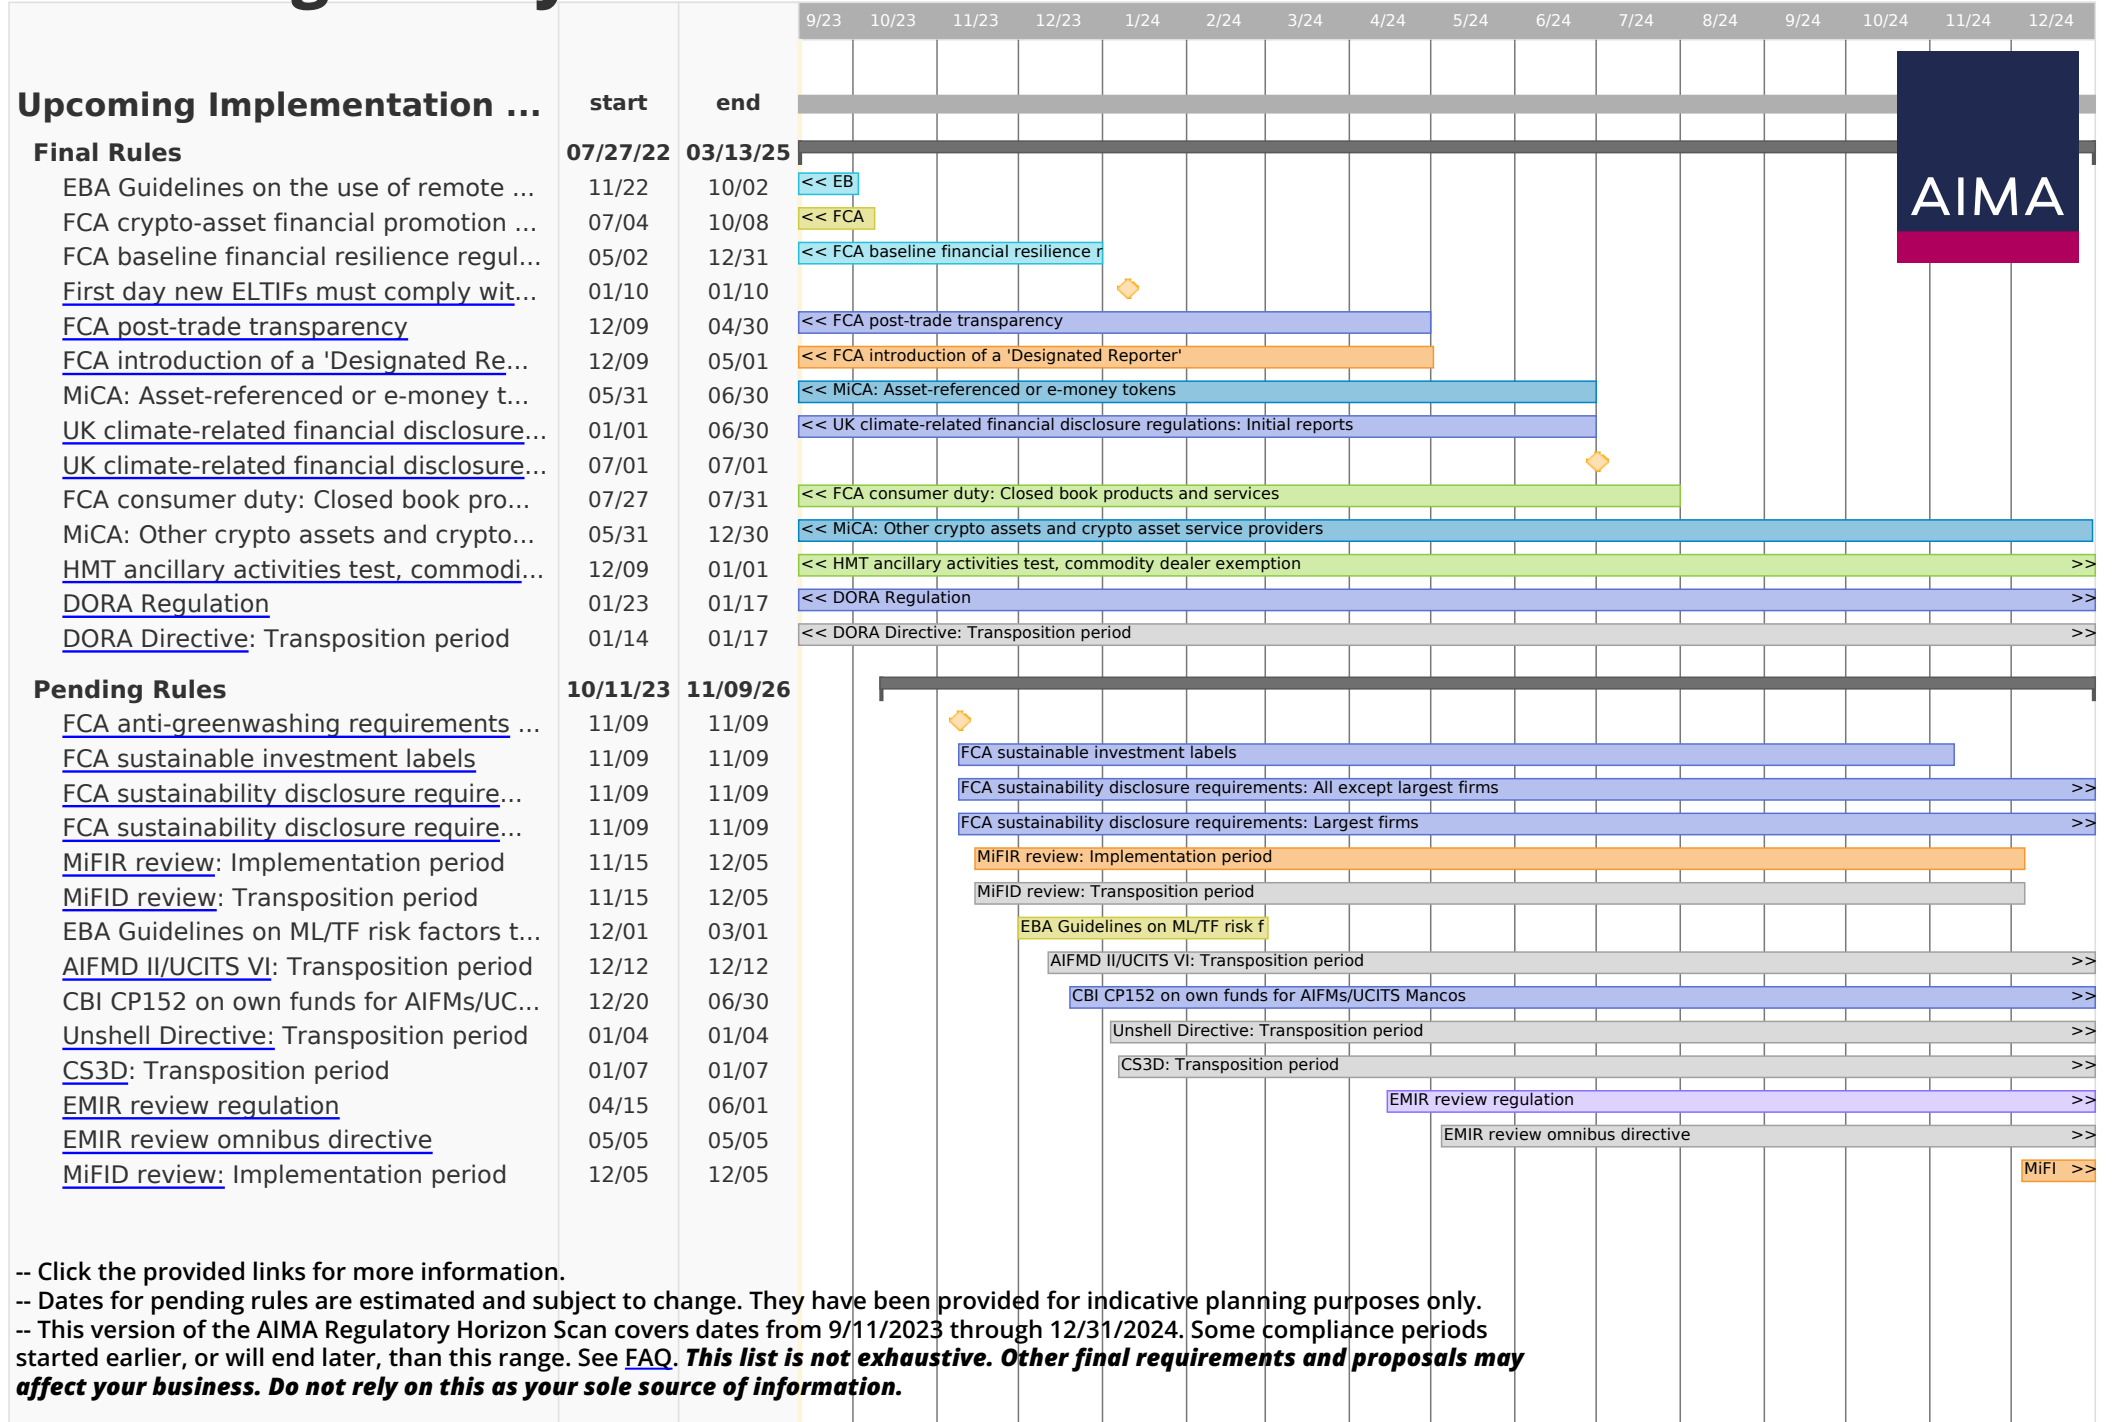 9/23 10/23 11/23 12/23 1/24 2/24 3/24 4/24 5/24 6/24 7/24 8/24 9/24 10/24 11/24 12/24
Upcoming Implementation ... start end
AIMA
Final Rules 07/27/22 03/13/25
EBA Guidelines on the use of remote ... 11/22 10/02 << EB
FCA crypto-asset financial promotion ... 07/04 10/08 << FCA
FCA baseline financial resilience regul... 05/02 12/31 << FCA baseline financial resilience r
First day new ELTIFs must comply wit... 01/10 01/10
FCA post-trade transparency 12/09 04/30 << FCA post-trade transparency
FCA introduction of a 'Designated Re... 12/09 05/01 << FCA introduction of a 'Designated Reporter'
MiCA: Asset-referenced or e-money t... 05/31 06/30 << MiCA: Asset-referenced or e-money tokens
UK climate-related financial disclosure... 01/01 06/30 << UK climate-related financial disclosure regulations: Initial reports
UK climate-related financial disclosure... 07/01 07/01
FCA consumer duty: Closed book pro... 07/27 07/31 << FCA consumer duty: Closed book products and services
MiCA: Other crypto assets and crypto... 05/31 12/30 << MiCA: Other crypto assets and crypto asset service providers
HMT ancillary activities test, commodi... 12/09 01/01 << HMT ancillary activities test, commodity dealer exemption >>
DORA Regulation 01/23 01/17 << DORA Regulation >>
DORA Directive: Transposition period 01/14 01/17 << DORA Directive: Transposition period >>
Pending Rules 10/11/23 11/09/26
FCA anti-greenwashing requirements ... 11/09 11/09
FCA sustainable investment labels 11/09 11/09 FCA sustainable investment labels
FCA sustainability disclosure require... 11/09 11/09 FCA sustainability disclosure requirements: All except largest firms >>
FCA sustainability disclosure require... 11/09 11/09 FCA sustainability disclosure requirements: Largest firms >>
MiFIR review: Implementation period 11/15 12/05 MiFIR review: Implementation period
MiFID review: Transposition period 11/15 12/05 MiFID review: Transposition period
EBA Guidelines on ML/TF risk factors t... 12/01 03/01 EBA Guidelines on ML/TF risk f
AIFMD II/UCITS VI: Transposition period 12/12 12/12 AIFMD II/UCITS VI: Transposition period >>
CBI CP152 on own funds for AIFMs/UC... 12/20 06/30 CBI CP152 on own funds for AIFMs/UCITS Mancos >>
Unshell Directive: Transposition period 01/04 01/04 Unshell Directive: Transposition period >>
CS3D: Transposition period 01/07 01/07 CS3D: Transposition period >>
EMIR review regulation 04/15 06/01 EMIR review regulation >>
EMIR review omnibus directive 05/05 05/05 EMIR review omnibus directive >>
MiFID review: Implementation period 12/05 12/05 MiFI >>
-- Click the provided links for more information.
-- Dates for pending rules are estimated and subject to change. They have been provided for indicative planning purposes only.
-- This version of the AIMA Regulatory Horizon Scan covers dates from 9/11/2023 through 12/31/2024. Some compliance periods
started earlier, or will end later, than this range. See FAQ. This list is not exhaustive. Other final requirements and proposals may
affect your business. Do not rely on this as your sole source of information.